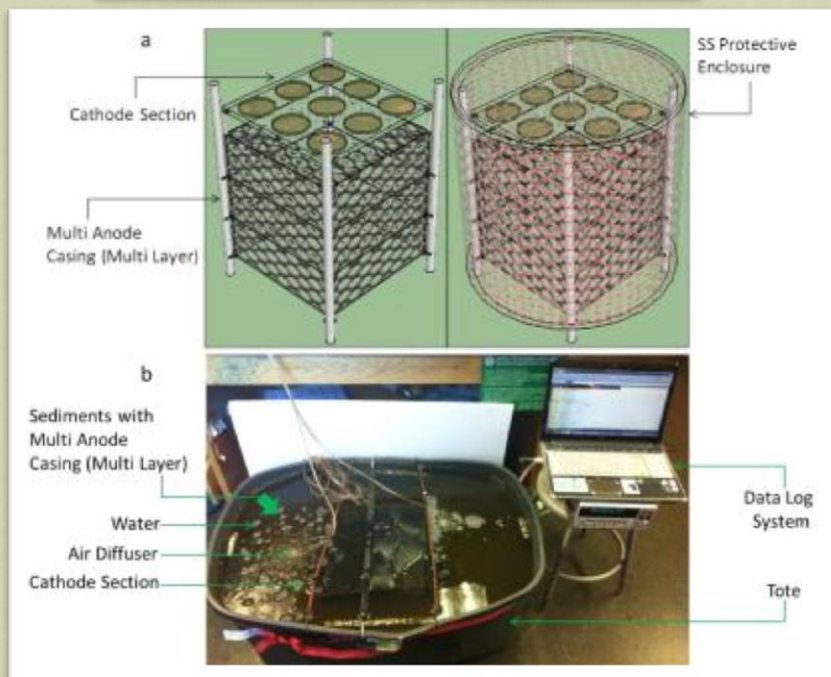 a
SS Protective
Enclosure
Cathode Section
Multi Anode
Casing (Multi Layer)
b
Sediments with
Multi Anode
Casing (Multi Layer)
Water
Air Diffuser
Cathode Section
Data Log
System
Tote